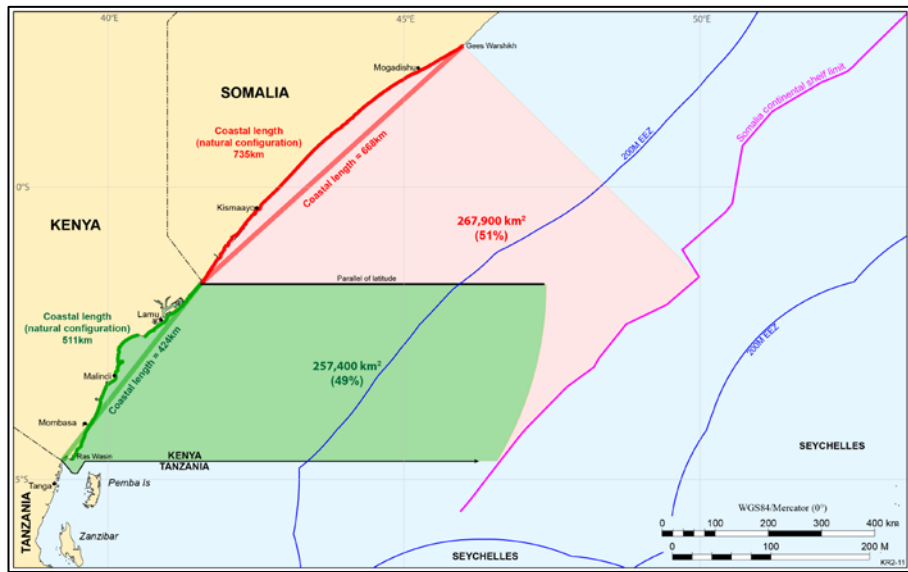 40°E
45°E
50°E
Gees Warshikh
Mogadishu
SOMALIA
Somalia continental shelf limit
Coastal length
(natural configuration)
735km
200M EEZ
Coastal length = 668km
0°S
Kismaayo
KENYA
267,900 km²
(51%)
Parallel of latitude
Lamu
Coastal length
(natural configuration)
511km
Coastal length = 424km
200M EEZ
Malindi
257,400 km²
(49%)
Mombasa
Ras Wasin
KENYA
TANZANIA
SEYCHELLES
5°S
Tanga
Pemba Is
TANZANIA
WGS84/Mercator (0°)
0 100 200 300 400 km
Zanzibar
0 100 200 M
SEYCHELLES
KR2-11